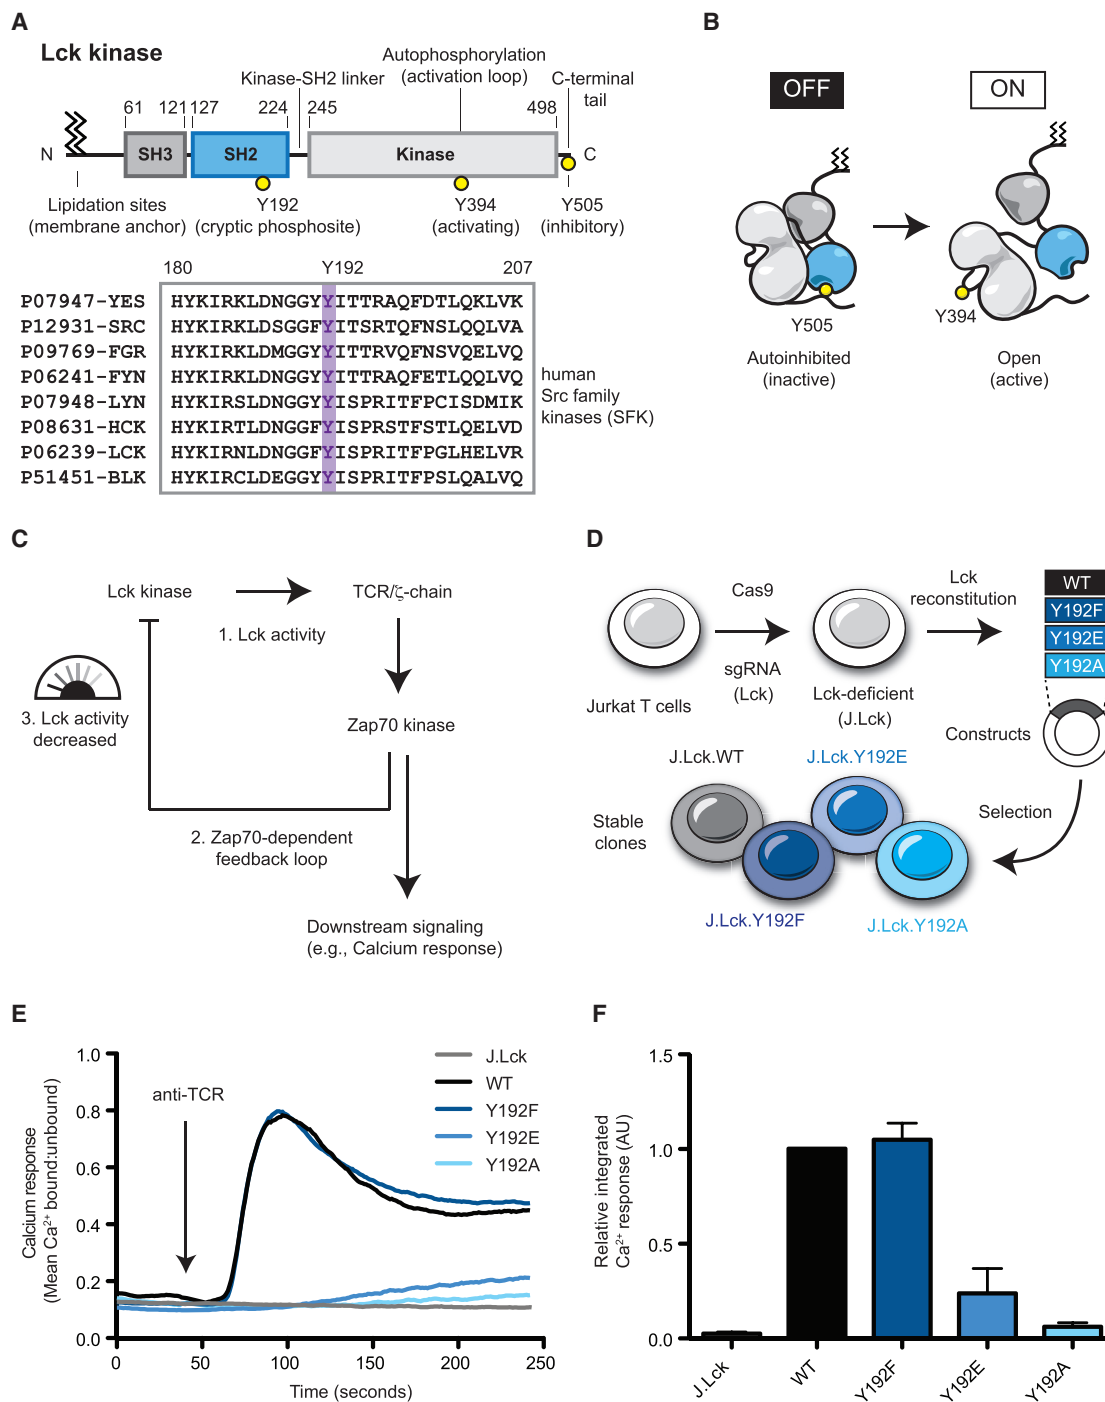 A
Lck kinase
Autophosphorylation
(activation loop)
Kinase-SH2 linker
C-terminal
tail
61
121
127
224
245
498
N
SH3
SH2
Kinase
C
Lipidation sites
(membrane anchor)
Y192
(cryptic phosphosite)
Y394
(activating)
Y505
(inhibitory)
180
Y192
207
P07947-YES HYKIRKLDNGGYYITTRAQFDTLQKLVK
P12931-SRC HYKIRKLDSGGFYITSRTQFNSLQQLVA
P09769-FGR HYKIRKLDMGGYYITTRVQFNSVQELVQ
P06241-FYN HYKIRKLDNGGYYITTRAQFETLQQLVQ
P07948-LYN HYKIRSLDNGGYYISPRITFPCISDMIK
P08631-HCK HYKIRTLDNGGFYISPRSTFSTLQELVD
P06239-LCK HYKIRNLDNGGFYISPRITFPGLHELVR
P51451-BLK HYKIRCLDEGGYYISPRITFPSLQALVQ
human
Src family
kinases (SFK)
B
OFF
ON
Y505
Y394
Autoinhibited
(inactive)
Open
(active)
C
Lck kinase
TCR/ζ-chain
1. Lck activity
3. Lck activity
decreased
Zap70 kinase
2. Zap70-dependent
feedback loop
Downstream signaling
(e.g., Calcium response)
D
Cas9
sgRNA
(Lck)
Lck
reconstitution
WT
Y192F
Y192E
Y192A
Jurkat T cells
Lck-deficient
(J.Lck)
Constructs
J.Lck.WT
J.Lck.Y192E
Selection
Stable
clones
J.Lck.Y192F
J.Lck.Y192A
E
Calcium response
(Mean Ca²⁺ bound:unbound)
1.0
0.8
0.6
0.4
0.2
0.0
anti-TCR
J.Lck
WT
Y192F
Y192E
Y192A
0
50
100
150
200
250
Time (seconds)
F
Relative integrated
Ca²⁺ response (AU)
1.5
1.0
0.5
0.0
J.Lck
WT
Y192F
Y192E
Y192A